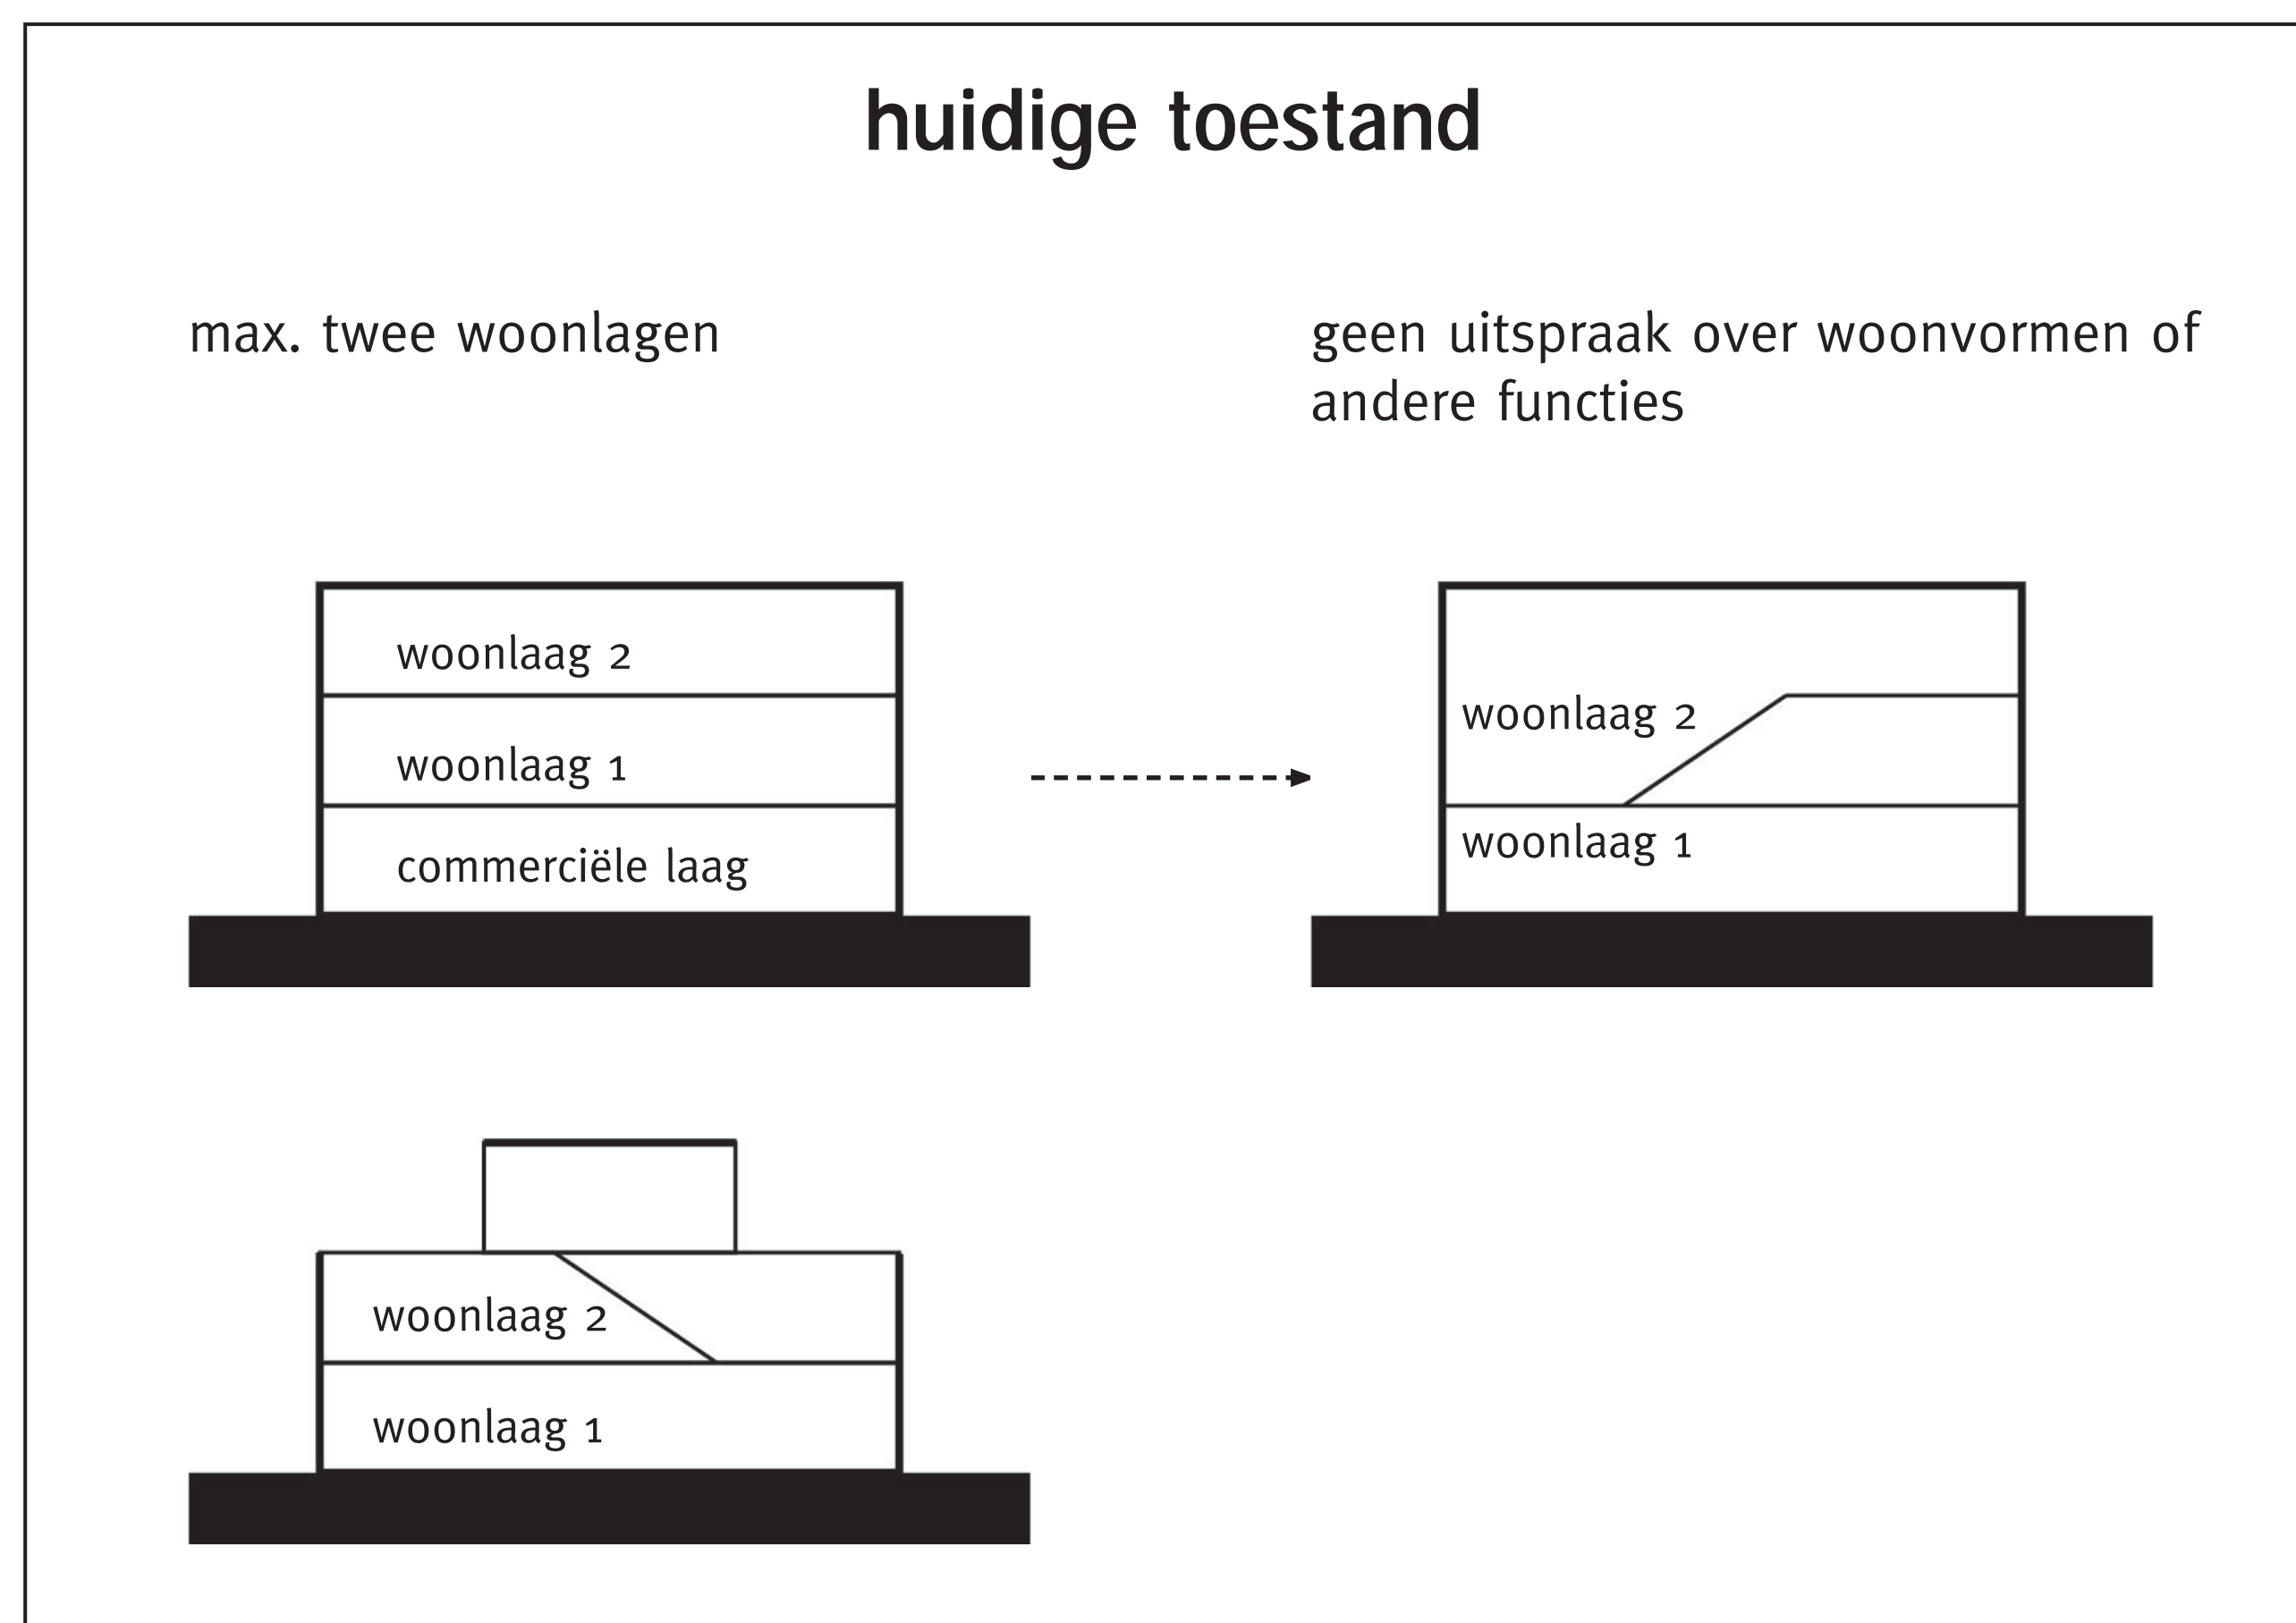 huidige toestand
max. twee woonlagen
geen uitspraak over woonvormen of
andere functies
woonlaag 2
woonlaag 1
commerciële laag
woonlaag 2
woonlaag 1
woonlaag 2
woonlaag 1